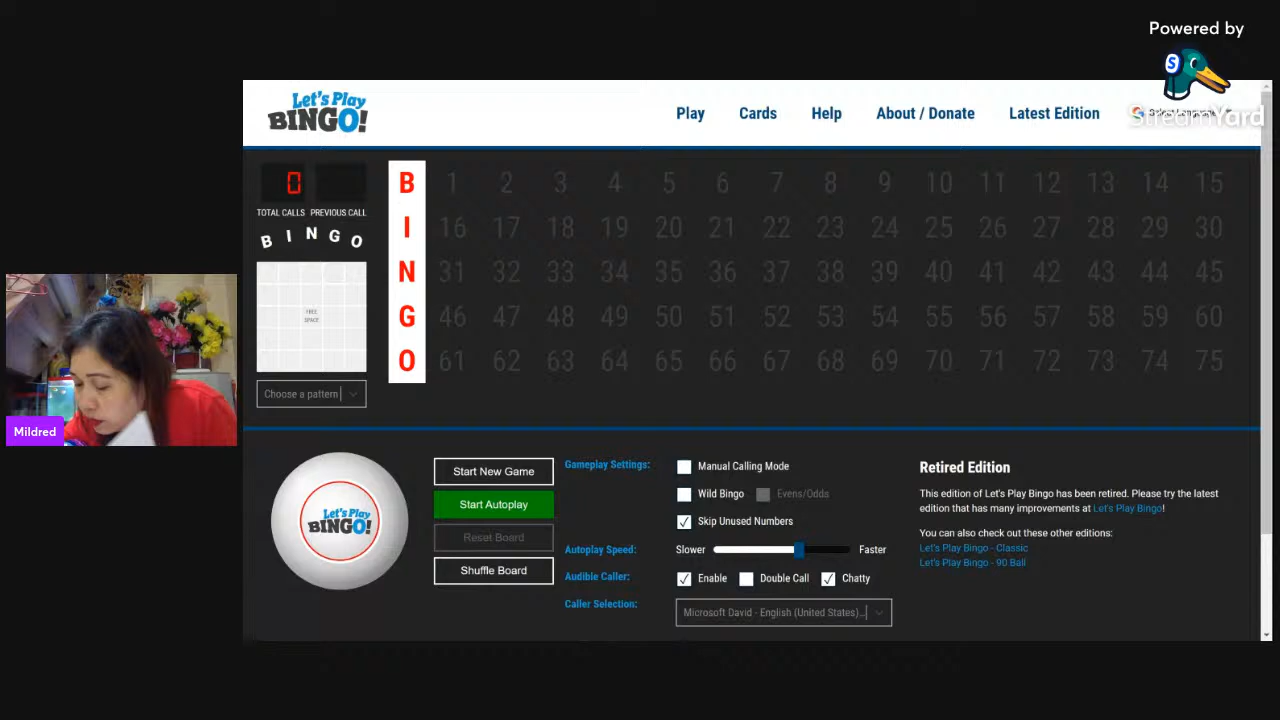 Powered by
S
StreamYard
Let's Play
BINGO!
Play
Cards
Help
About / Donate
Latest Edition
Select Language
0
TOTAL CALLS PREVIOUS CALL
B I N G O
FREE
SPACE
Choose a pattern
B 1 2 3 4 5 6 7 8 9 10 11 12 13 14 15
I 16 17 18 19 20 21 22 23 24 25 26 27 28 29 30
N 31 32 33 34 35 36 37 38 39 40 41 42 43 44 45
G 46 47 48 49 50 51 52 53 54 55 56 57 58 59 60
O 61 62 63 64 65 66 67 68 69 70 71 72 73 74 75
Mildred
Let's Play
BINGO!
Start New Game
Start Autoplay
Reset Board
Shuffle Board
Gameplay Settings:
Manual Calling Mode
Wild Bingo
Evens/Odds
Skip Unused Numbers
Autoplay Speed:
Slower
Faster
Audible Caller:
Enable
Double Call
Chatty
Caller Selection:
Microsoft David - English (United States)...
Retired Edition
This edition of Let's Play Bingo has been retired. Please try the latest
edition that has many improvements at Let's Play Bingo!
You can also check out these other editions:
Let's Play Bingo - Classic
Let's Play Bingo - 90 Ball